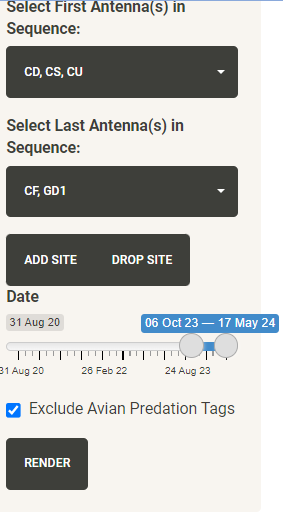 Select First Antenna(s) in
Sequence:
CD, CS, CU
Select Last Antenna(s) in
Sequence:
CF, GD1
ADD SITE DROP SITE
Date
31 Aug 20 06 Oct 23 — 17 May 24
31 Aug 20 26 Feb 22 24 Aug 23
Exclude Avian Predation Tags
RENDER